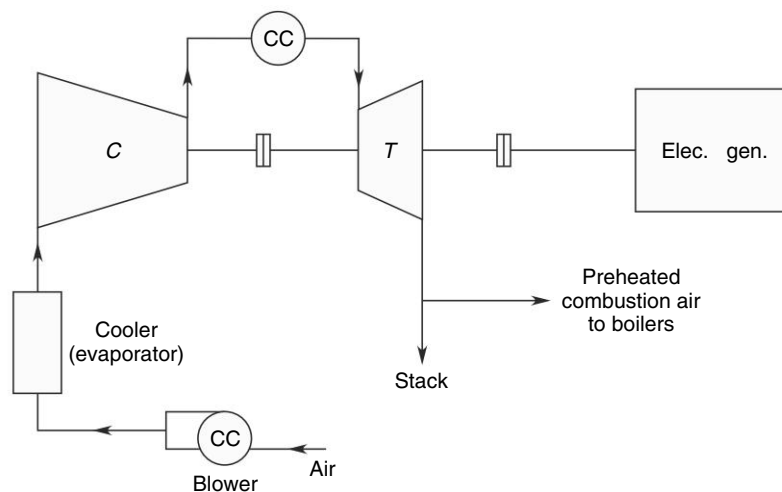 CC
C
T
Elec. gen.
Preheated
combustion air
to boilers
Cooler
(evaporator)
Stack
CC
Air
Blower